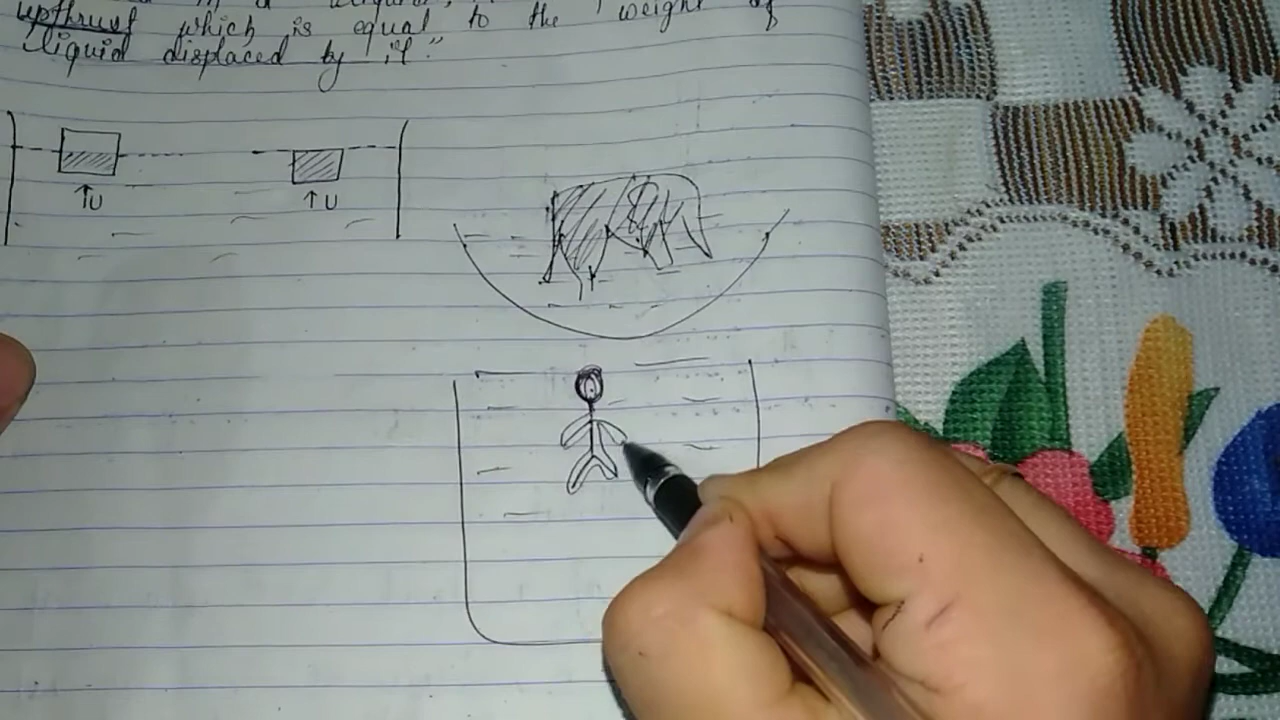 upthrust which is equal to the weight of
liquid displaced by it"
↑U ↑U